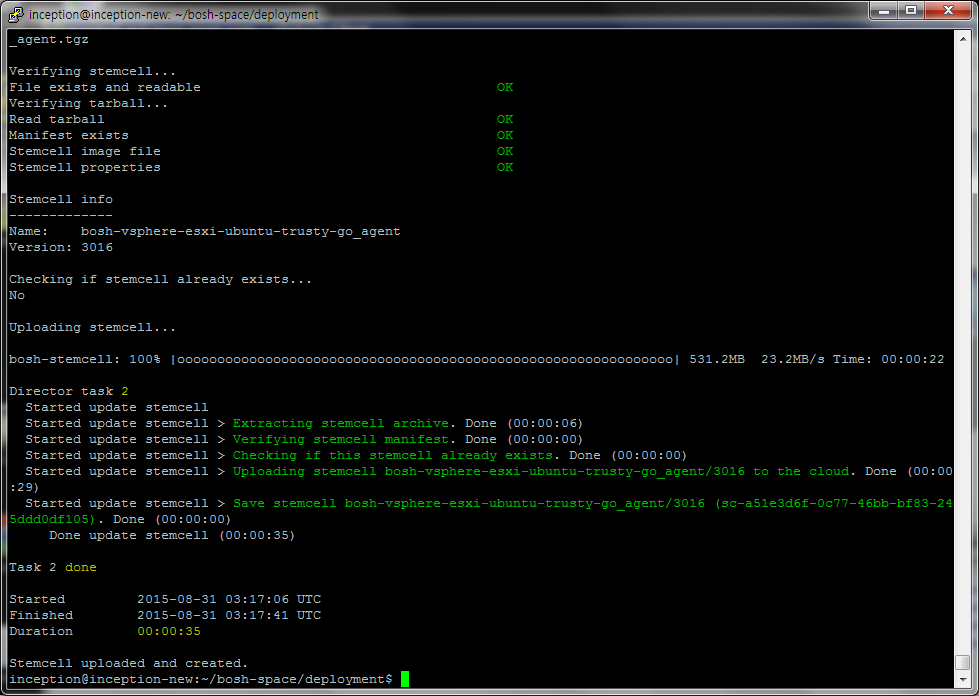 inception@inception-new: ~/bosh-space/deployment
_agent.tgz
Verifying stemcell...
File exists and readable                                     OK
Verifying tarball...
Read tarball                                                 OK
Manifest exists                                              OK
Stemcell image file                                          OK
Stemcell properties                                          OK
Stemcell info
-------------
Name:    bosh-vsphere-esxi-ubuntu-trusty-go_agent
Version: 3016
Checking if stemcell already exists...
No
Uploading stemcell...
bosh-stemcell: 100% |oooooooooooooooooooooooooooooooooooooooooooooooooooooooooooooo| 531.2MB  23.2MB/s Time: 00:00:22
Director task 2
  Started update stemcell
  Started update stemcell > Extracting stemcell archive. Done (00:00:06)
  Started update stemcell > Verifying stemcell manifest. Done (00:00:00)
  Started update stemcell > Checking if this stemcell already exists. Done (00:00:00)
  Started update stemcell > Uploading stemcell bosh-vsphere-esxi-ubuntu-trusty-go_agent/3016 to the cloud. Done (00:00
:29)
  Started update stemcell > Save stemcell bosh-vsphere-esxi-ubuntu-trusty-go_agent/3016 (sc-a51e3d6f-0c77-46bb-bf83-24
5ddd0df105). Done (00:00:00)
     Done update stemcell (00:00:35)
Task 2 done
Started         2015-08-31 03:17:06 UTC
Finished        2015-08-31 03:17:41 UTC
Duration        00:00:35
Stemcell uploaded and created.
inception@inception-new:~/bosh-space/deployment$